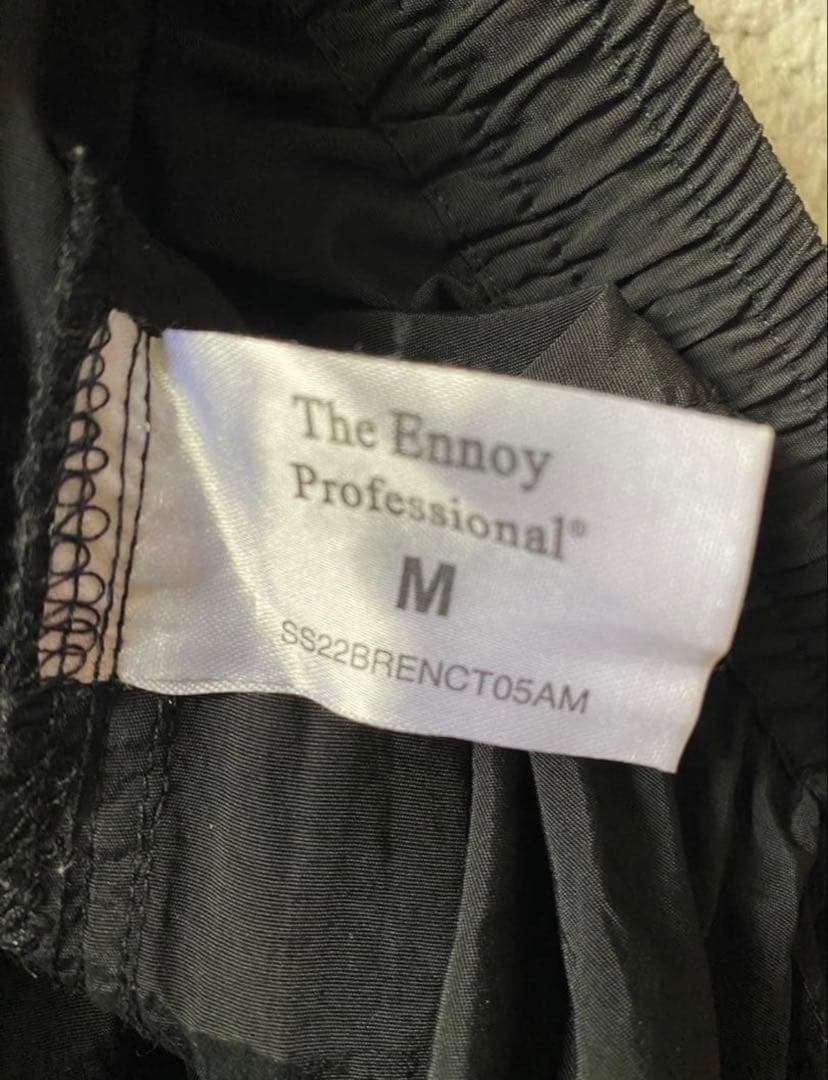 The Ennoy
Professional®
M
SS22BRENCT05AM